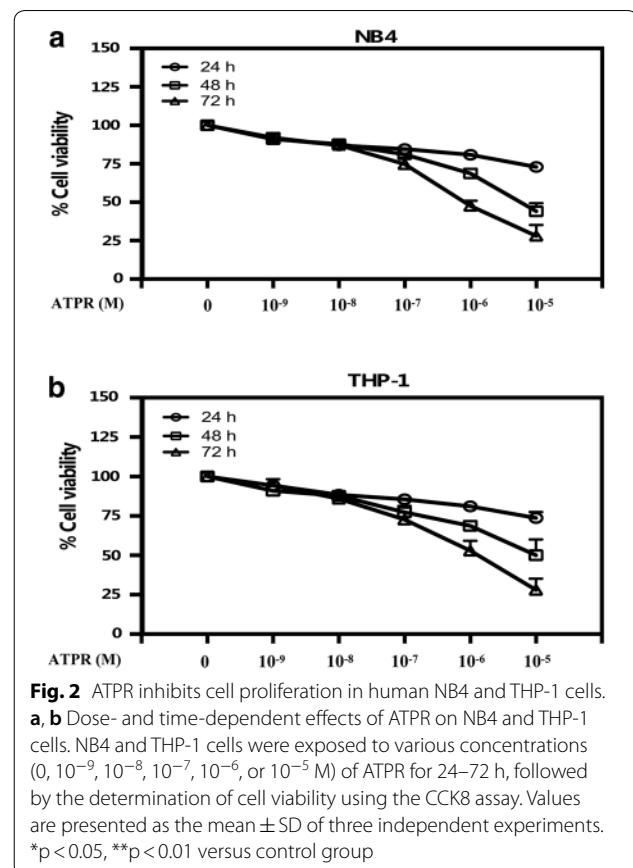 a
NB4
150
125
100
75
50
25
0
% Cell viability
24 h
48 h
72 h
ATPR (M)
0 10⁻⁹ 10⁻⁸ 10⁻⁷ 10⁻⁶ 10⁻⁵
b
THP-1
150
125
100
75
50
25
0
% Cell viability
24 h
48 h
72 h
ATPR (M)
0 10⁻⁹ 10⁻⁸ 10⁻⁷ 10⁻⁶ 10⁻⁵
Fig. 2 ATPR inhibits cell proliferation in human NB4 and THP-1 cells.
a, b Dose- and time-dependent effects of ATPR on NB4 and THP-1
cells. NB4 and THP-1 cells were exposed to various concentrations
(0, 10⁻⁹, 10⁻⁸, 10⁻⁷, 10⁻⁶, or 10⁻⁵ M) of ATPR for 24–72 h, followed
by the determination of cell viability using the CCK8 assay. Values
are presented as the mean ± SD of three independent experiments.
*p < 0.05, **p < 0.01 versus control group